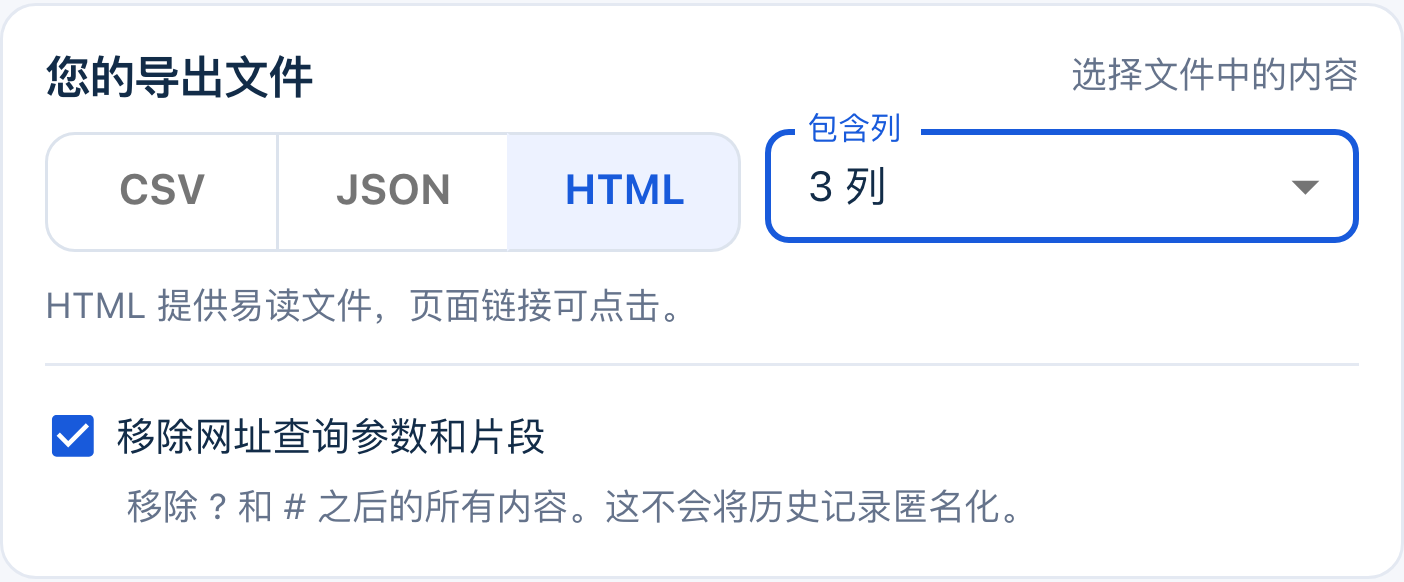 您的导出文件
选择文件中的内容
CSV
JSON
HTML
包含列
3 列
HTML 提供易读文件，页面链接可点击。
移除网址查询参数和片段
移除 ? 和 # 之后的所有内容。这不会将历史记录匿名化。